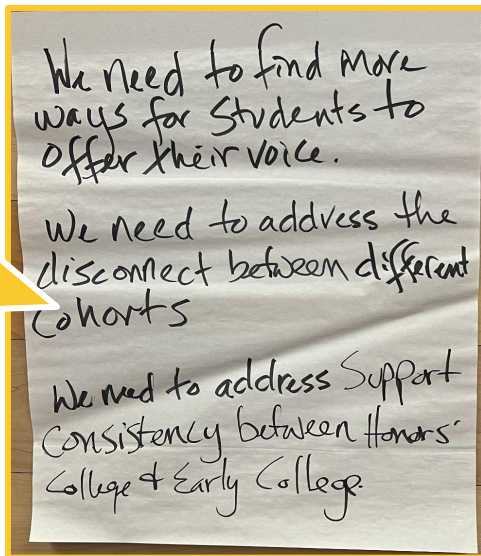 We need to find more
ways for Students to
offer their voice.
We need to address the
disconnect between different
Cohorts
We need to address Support
Consistency between Honors'
College & Early College.